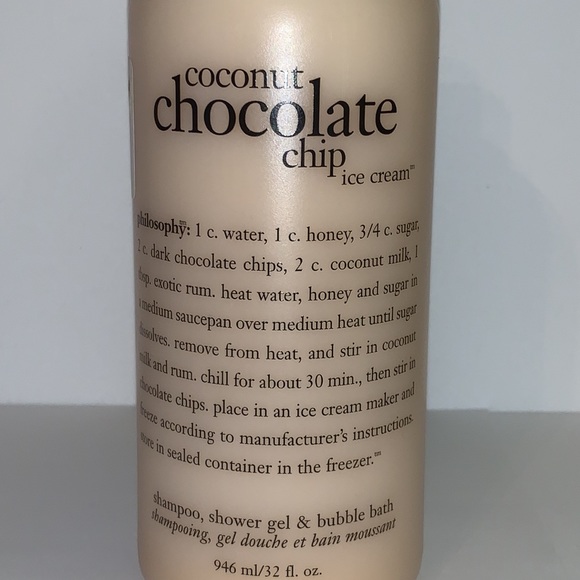 coconut
chocolate
chip
ice cream™
philosophy:™ 1 c. water, 1 c. honey, 3/4 c. sugar,
2 c. dark chocolate chips, 2 c. coconut milk, 1
tbsp. exotic rum. heat water, honey and sugar in
a medium saucepan over medium heat until sugar
dissolves. remove from heat, and stir in coconut
milk and rum. chill for about 30 min., then stir in
chocolate chips. place in an ice cream maker and
freeze according to manufacturer's instructions.
store in sealed container in the freezer.™
shampoo, shower gel & bubble bath
shampooing, gel douche et bain moussant
946 ml/32 fl. oz.